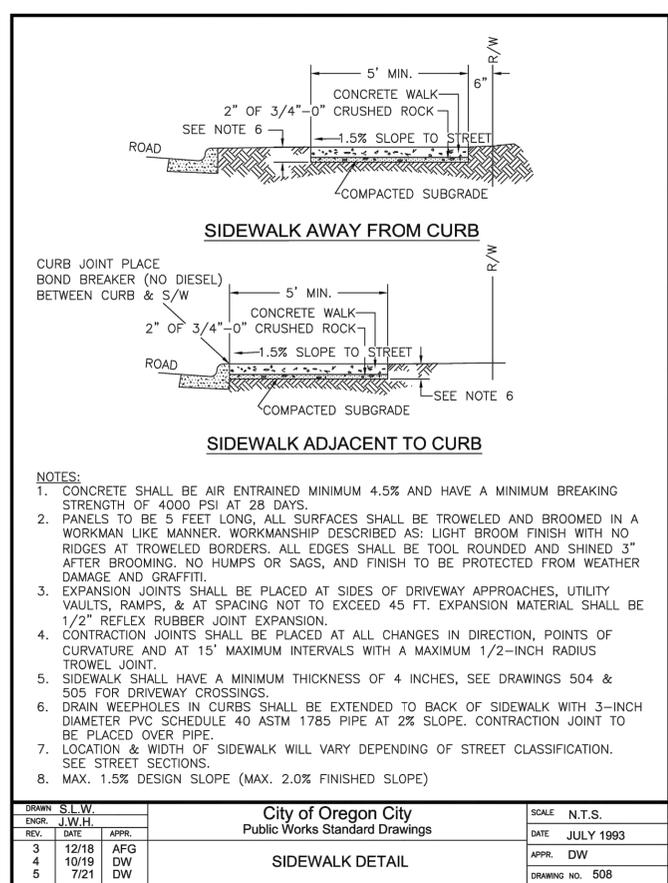 R/W
5' MIN.
6"
CONCRETE WALK
2" OF 3/4"-0" CRUSHED ROCK
SEE NOTE 6
1.5% SLOPE TO STREET
ROAD
COMPACTED SUBGRADE
SIDEWALK AWAY FROM CURB
R/W
CURB JOINT PLACE
BOND BREAKER (NO DIESEL)
BETWEEN CURB & S/W
5' MIN.
CONCRETE WALK
2" OF 3/4"-0" CRUSHED ROCK
1.5% SLOPE TO STREET
ROAD
SEE NOTE 6
COMPACTED SUBGRADE
SIDEWALK ADJACENT TO CURB
NOTES:
1. CONCRETE SHALL BE AIR ENTRAINED MINIMUM 4.5% AND HAVE A MINIMUM BREAKING
STRENGTH OF 4000 PSI AT 28 DAYS.
2. PANELS TO BE 5 FEET LONG, ALL SURFACES SHALL BE TROWELED AND BROOMED IN A
WORKMAN LIKE MANNER. WORKMANSHIP DESCRIBED AS: LIGHT BROOM FINISH WITH NO
RIDGES AT TROWELED BORDERS. ALL EDGES SHALL BE TOOL ROUNDED AND SHINED 3"
AFTER BROOMING. NO HUMPS OR SAGS, AND FINISH TO BE PROTECTED FROM WEATHER
DAMAGE AND GRAFFITI.
3. EXPANSION JOINTS SHALL BE PLACED AT SIDES OF DRIVEWAY APPROACHES, UTILITY
VAULTS, RAMPS, & AT SPACING NOT TO EXCEED 45 FT. EXPANSION MATERIAL SHALL BE
1/2" REFLEX RUBBER JOINT EXPANSION.
4. CONTRACTION JOINTS SHALL BE PLACED AT ALL CHANGES IN DIRECTION, POINTS OF
CURVATURE AND AT 15' MAXIMUM INTERVALS WITH A MAXIMUM 1/2-INCH RADIUS
TROWEL JOINT.
5. SIDEWALK SHALL HAVE A MINIMUM THICKNESS OF 4 INCHES, SEE DRAWINGS 504 &
505 FOR DRIVEWAY CROSSINGS.
6. DRAIN WEEPHOLES IN CURBS SHALL BE EXTENDED TO BACK OF SIDEWALK WITH 3-INCH
DIAMETER PVC SCHEDULE 40 ASTM 1785 PIPE AT 2% SLOPE. CONTRACTION JOINT TO
BE PLACED OVER PIPE.
7. LOCATION & WIDTH OF SIDEWALK WILL VARY DEPENDING OF STREET CLASSIFICATION.
SEE STREET SECTIONS.
8. MAX. 1.5% DESIGN SLOPE (MAX. 2.0% FINISHED SLOPE)
DRAWN S.L.W.
ENGR. J.W.H.
REV. DATE APPR.
3 12/18 AFG
4 10/19 DW
5 7/21 DW
City of Oregon City
Public Works Standard Drawings
SIDEWALK DETAIL
SCALE N.T.S.
DATE JULY 1993
APPR. DW
DRAWING NO. 508